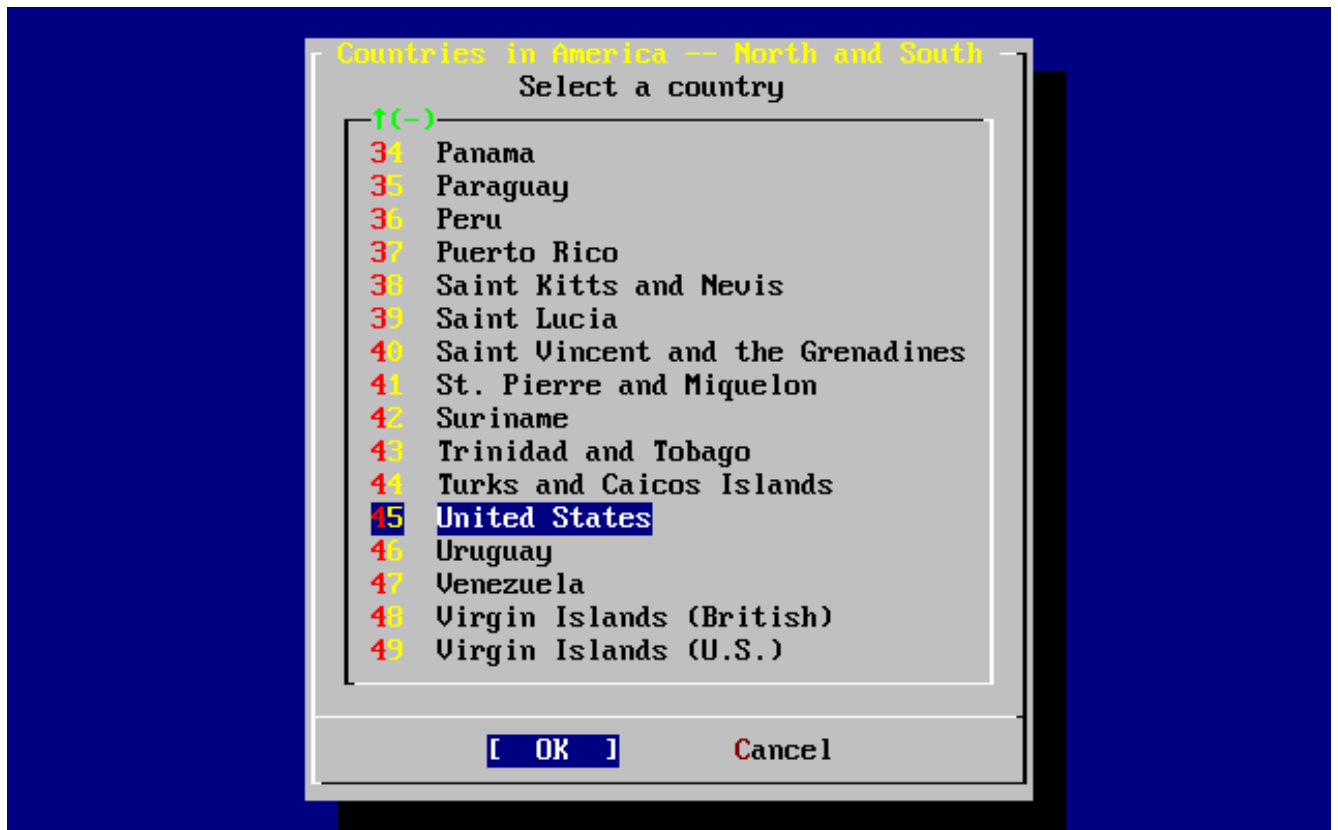 Countries in America -- North and South
Select a country
↑(-)
34 Panama
35 Paraguay
36 Peru
37 Puerto Rico
38 Saint Kitts and Nevis
39 Saint Lucia
40 Saint Vincent and the Grenadines
41 St. Pierre and Miquelon
42 Suriname
43 Trinidad and Tobago
44 Turks and Caicos Islands
45 United States
46 Uruguay
47 Venezuela
48 Virgin Islands (British)
49 Virgin Islands (U.S.)
[ OK ] Cancel